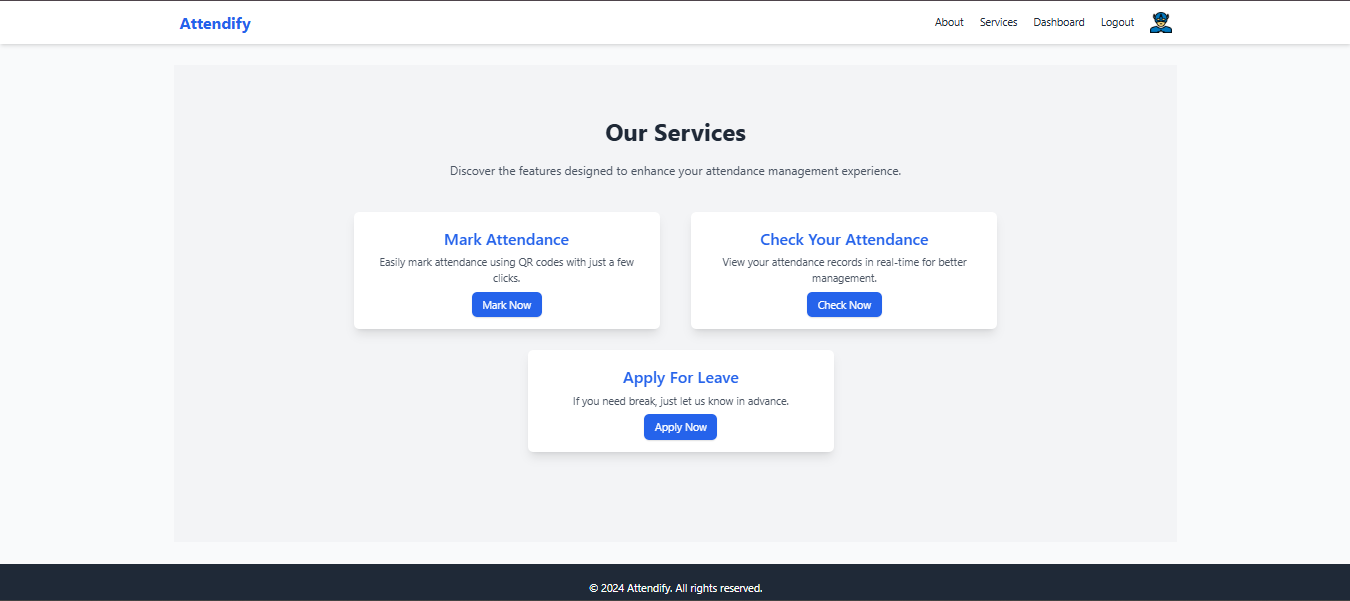 Attendify
About Services Dashboard Logout
Our Services
Discover the features designed to enhance your attendance management experience.
Mark Attendance
Easily mark attendance using QR codes with just a few
clicks.
Mark Now
Check Your Attendance
View your attendance records in real-time for better
management.
Check Now
Apply For Leave
If you need break, just let us know in advance.
Apply Now
© 2024 Attendify. All rights reserved.